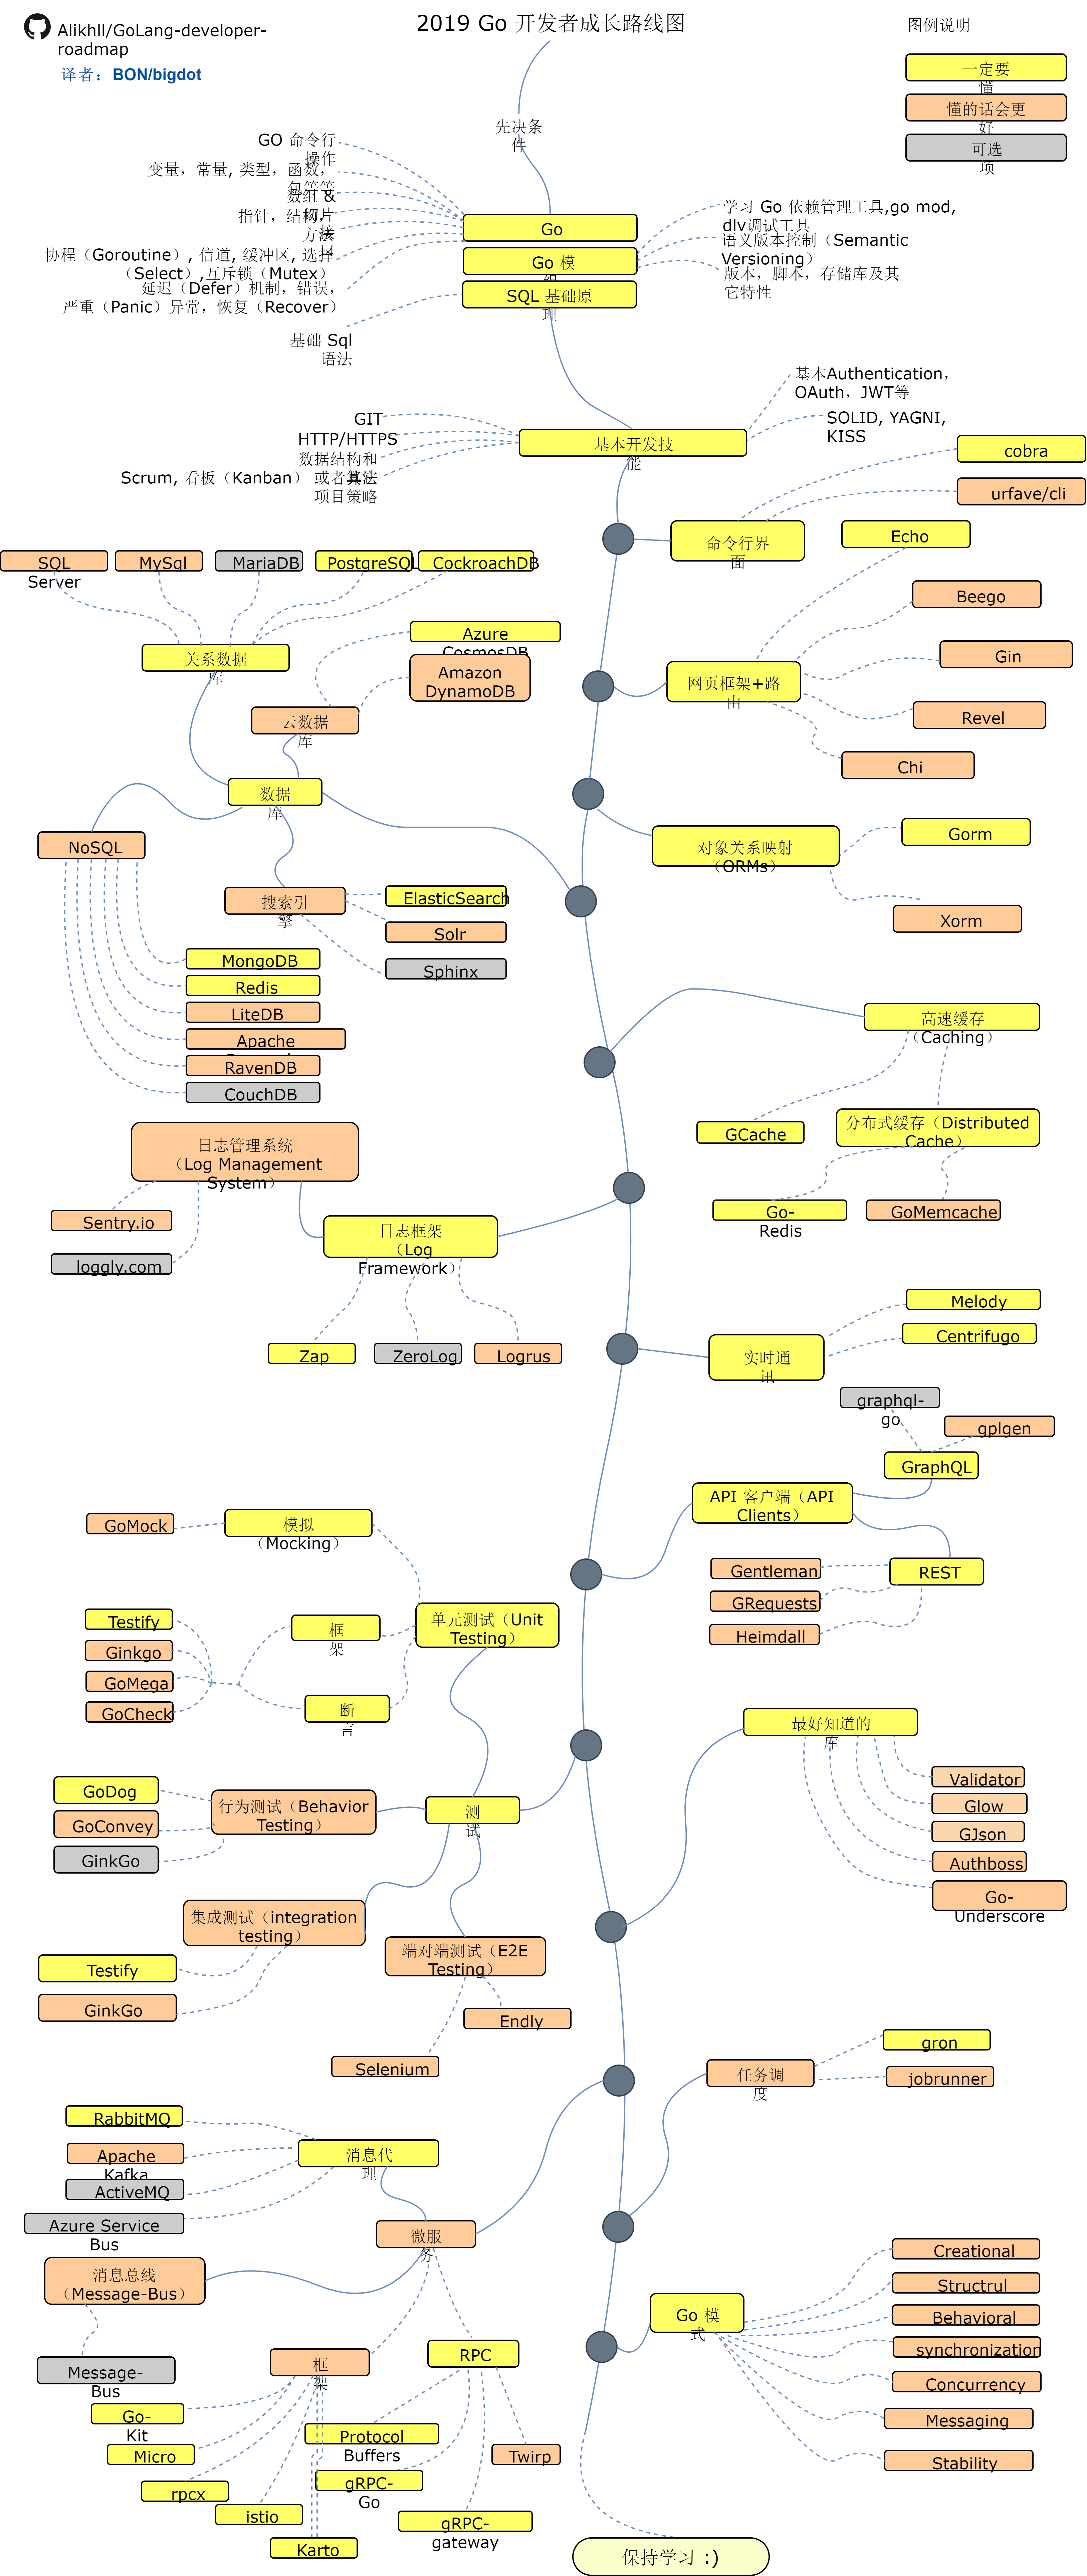 2019 Go 开发者成长路线图
Alikhll/GoLang-developer-
roadmap
译者：BON/bigdot
图例说明
一定要
懂
懂的话会更
好
可选
项
先决条
件
GO 命令行
操作
变量，常量, 类型，函数，
包等等
数组 &
切片
指针，结构，
方法
接
口
协程（Goroutine）, 信道, 缓冲区, 选择
（Select）,互斥锁（Mutex）
延迟（Defer）机制，错误，
严重（Panic）异常，恢复（Recover）
基础 Sql
语法
Go
Go 模
组
SQL 基础原
理
学习 Go 依赖管理工具,go mod,
dlv调试工具
语义版本控制（Semantic
Versioning）
版本，脚本，存储库及其
它特性
基本Authentication，
OAuth，JWT等
SOLID, YAGNI,
KISS
GIT
HTTP/HTTPS
数据结构和
算法
Scrum, 看板（Kanban） 或者其它
项目策略
基本开发技
能
cobra
urfave/cli
命令行界
面
Echo
Beego
Gin
Revel
Chi
网页框架+路
由
SQL
Server
MySql
MariaDB
PostgreSQL
CockroachDB
关系数据
库
Azure
CosmosDB
Amazon
DynamoDB
云数据
库
数据
库
NoSQL
搜索引
擎
ElasticSearch
Solr
Sphinx
MongoDB
Redis
LiteDB
Apache
RavenDB
CouchDB
对象关系映射
（ORMs）
Gorm
Xorm
高速缓存
（Caching）
GCache
分布式缓存（Distributed
Cache）
Go-
Redis
GoMemcache
日志管理系统
（Log Management
System）
Sentry.io
loggly.com
日志框架
（Log
Framework）
Zap
ZeroLog
Logrus
实时通
讯
Melody
Centrifugo
graphql-
go
gplgen
GraphQL
API 客户端（API
Clients）
REST
Gentleman
GRequests
Heimdall
GoMock
模拟
（Mocking）
单元测试（Unit
Testing）
框
架
断
言
Testify
Ginkgo
GoMega
GoCheck
最好知道的
库
Validator
Glow
GJson
Authboss
Go-
Underscore
GoDog
GoConvey
GinkGo
行为测试（Behavior
Testing）
测
试
集成测试（integration
testing）
Testify
GinkGo
端对端测试（E2E
Testing）
Endly
Selenium
任务调
度
gron
jobrunner
RabbitMQ
Apache
Kafka
ActiveMQ
Azure Service
Bus
消息代
理
微服
务
消息总线
（Message-Bus）
Message-
Bus
框
架
Go-
Kit
Micro
rpcx
istio
Karto
RPC
Protocol
Buffers
gRPC-
Go
gRPC-
gateway
Twirp
Go 模
式
Creational
Structrul
Behavioral
synchronization
Concurrency
Messaging
Stability
保持学习 :)